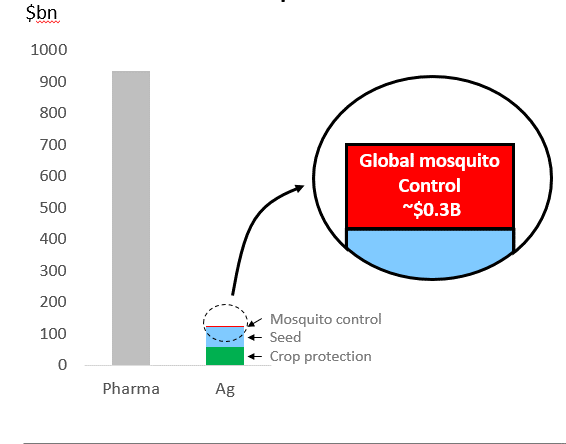 $bn
1000
900
800
700
600
500
400
300
200
100
0
Pharma
Ag
Mosquito control
Seed
Crop protection
Global mosquito
Control
~$0.3B